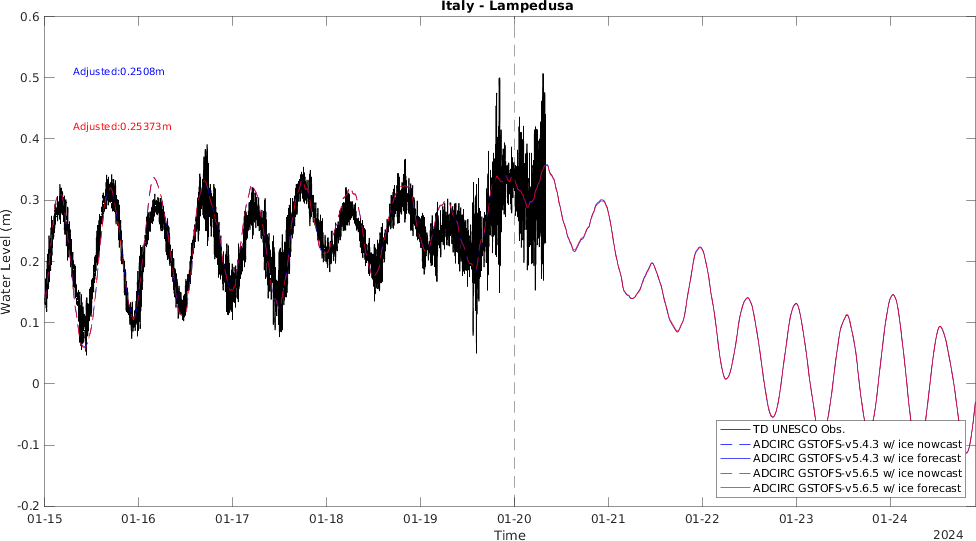 Italy - Lampedusa
0.6
0.5
0.4
0.3
0.2
0.1
0
-0.1
-0.2
Water Level (m)
Adjusted:0.2508m
Adjusted:0.25373m
TD UNESCO Obs.
ADCIRC GSTOFS-v5.4.3 w/ ice nowcast
ADCIRC GSTOFS-v5.4.3 w/ ice forecast
ADCIRC GSTOFS-v5.6.5 w/ ice nowcast
ADCIRC GSTOFS-v5.6.5 w/ ice forecast
01-15 01-16 01-17 01-18 01-19 01-20 01-21 01-22 01-23 01-24
Time
2024